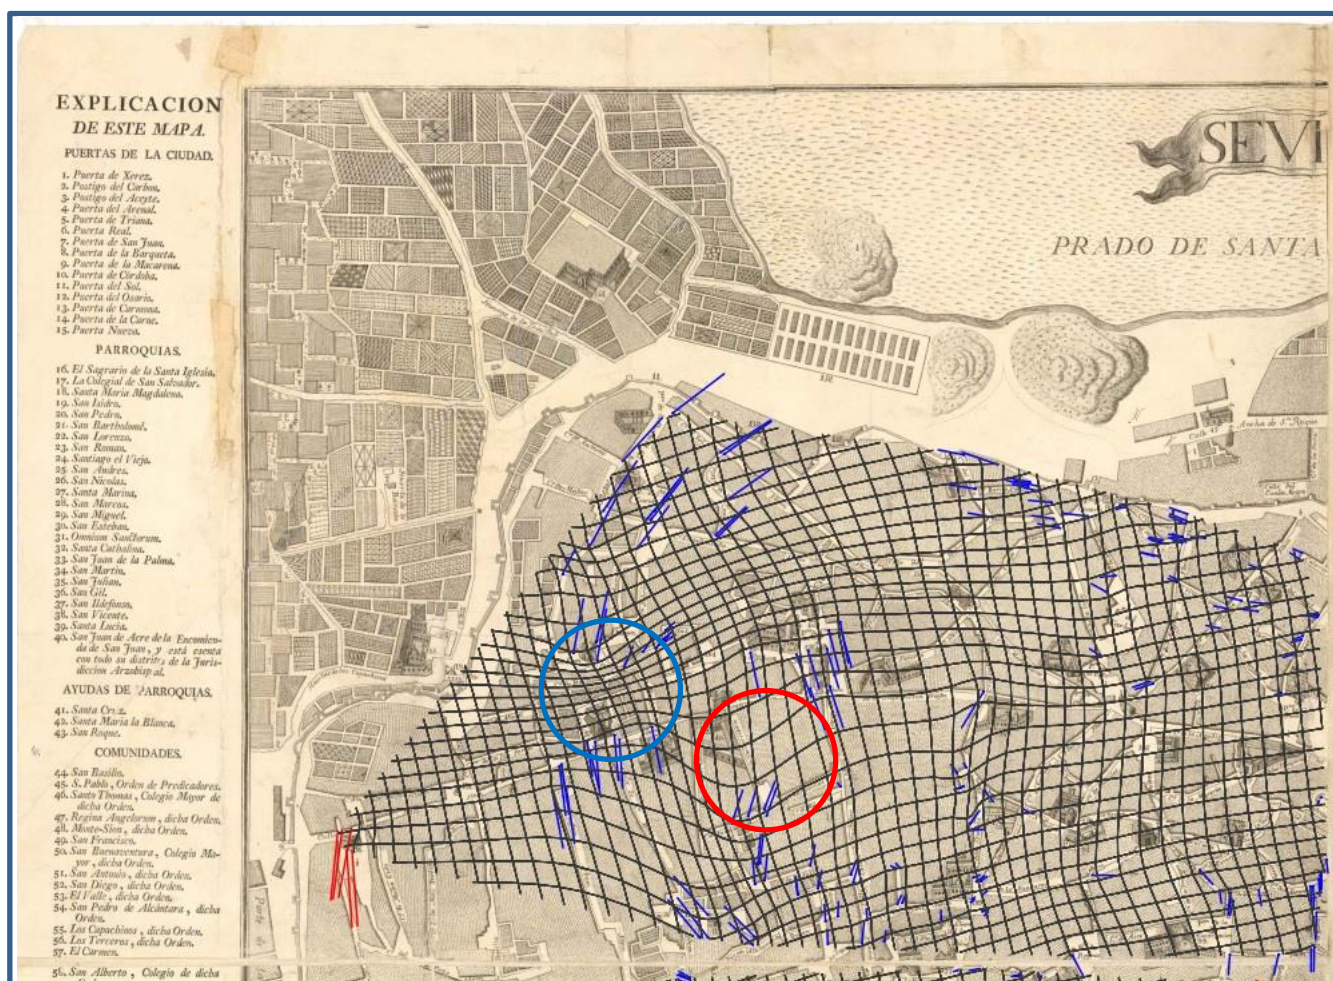 EXPLICACION
DE ESTE MAPA.
PUERTAS DE LA CIUDAD.
1. Puerta de Xerez.
2. Postigo del Carbon.
3. Postigo del Aceyte.
4. Puerta del Arenal.
5. Puerta de Triana.
6. Puerta Real.
7. Puerta de San Juan.
8. Puerta de la Barqueta.
9. Puerta de la Macarena.
10. Puerta de Córdoba.
11. Puerta del Sol.
12. Puerta del Osario.
13. Puerta de Carmona.
14. Puerta de la Carne.
15. Puerta Nueva.
PARROQUIAS.
16. El Sagrario de la Santa Iglesia.
17. La Colegial de San Salvador.
18. Santa Maria Magdalena.
19. San Isidro.
20. San Pedro.
21. San Bartholomé.
22. San Lorenzo.
23. San Roman.
24. Santiago el Viejo.
25. San Andres.
26. San Nicolas.
27. Santa Marina.
28. San Marcos.
29. San Miguel.
30. San Esteban.
31. Omnium Sanctorum.
32. Santa Cathalina.
33. San Juan de la Palma.
34. San Martin.
35. San Julian.
36. San Gil.
37. San Ildefonso.
38. San Vicente.
39. Santa Lucia.
40. San Juan de Acre de la Encomien-
da de San Juan, y está esenta
con todo su distrito de la Juris-
diccion Arzobispal.
AYUDAS DE PARROQUIAS.
41. Santa Cruz.
42. Santa Maria la Blanca.
43. San Roque.
COMUNIDADES.
44. San Basilio.
45. S. Pablo, Orden de Predicadores.
46. Santo Thomas, Colegio Mayor de
dicha Orden.
47. Regina Angelorum, dicha Orden.
48. Monte-Sion, dicha Orden.
49. San Francisco.
50. San Buenaventura, Colegio Ma-
yor, dicha Orden.
51. San Antonio, dicha Orden.
52. San Diego, dicha Orden.
53. El Valle, dicha Orden.
54. San Pedro de Alcántara, dicha
Orden.
55. Los Capuchinos, dicha Orden.
56. Los Terceros, dicha Orden.
57. El Carmen.
58. San Alberto, Colegio de dicha
SEVI
PRADO DE SANTA
Calle
Ancha de Sn. Roque
Parte de